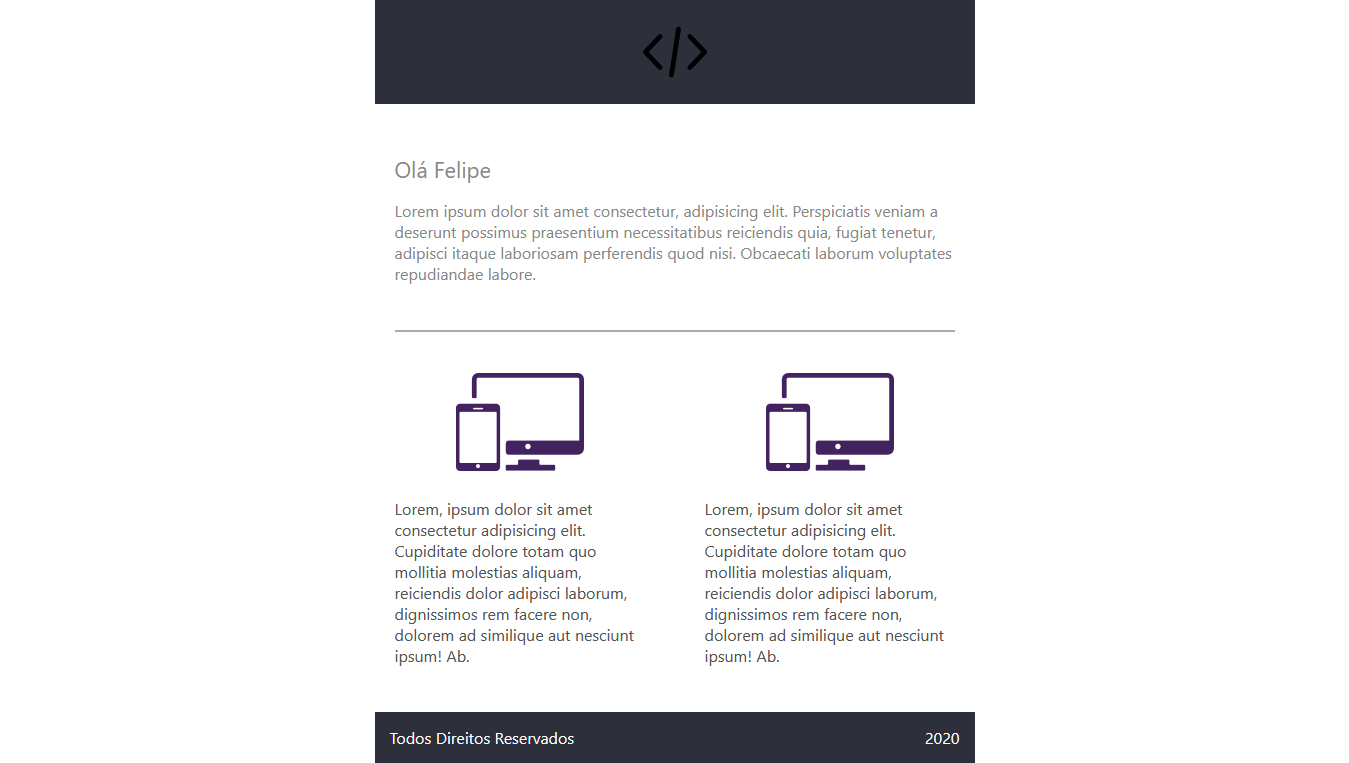 Olá Felipe
Lorem ipsum dolor sit amet consectetur, adipisicing elit. Perspiciatis veniam a
deserunt possimus praesentium necessitatibus reiciendis quia, fugiat tenetur,
adipisci itaque laboriosam perferendis quod nisi. Obcaecati laborum voluptates
repudiandae labore.
Lorem, ipsum dolor sit amet
consectetur adipisicing elit.
Cupiditate dolore totam quo
mollitia molestias aliquam,
reiciendis dolor adipisci laborum,
dignissimos rem facere non,
dolorem ad similique aut nesciunt
ipsum! Ab.
Lorem, ipsum dolor sit amet
consectetur adipisicing elit.
Cupiditate dolore totam quo
mollitia molestias aliquam,
reiciendis dolor adipisci laborum,
dignissimos rem facere non,
dolorem ad similique aut nesciunt
ipsum! Ab.
Todos Direitos Reservados 2020